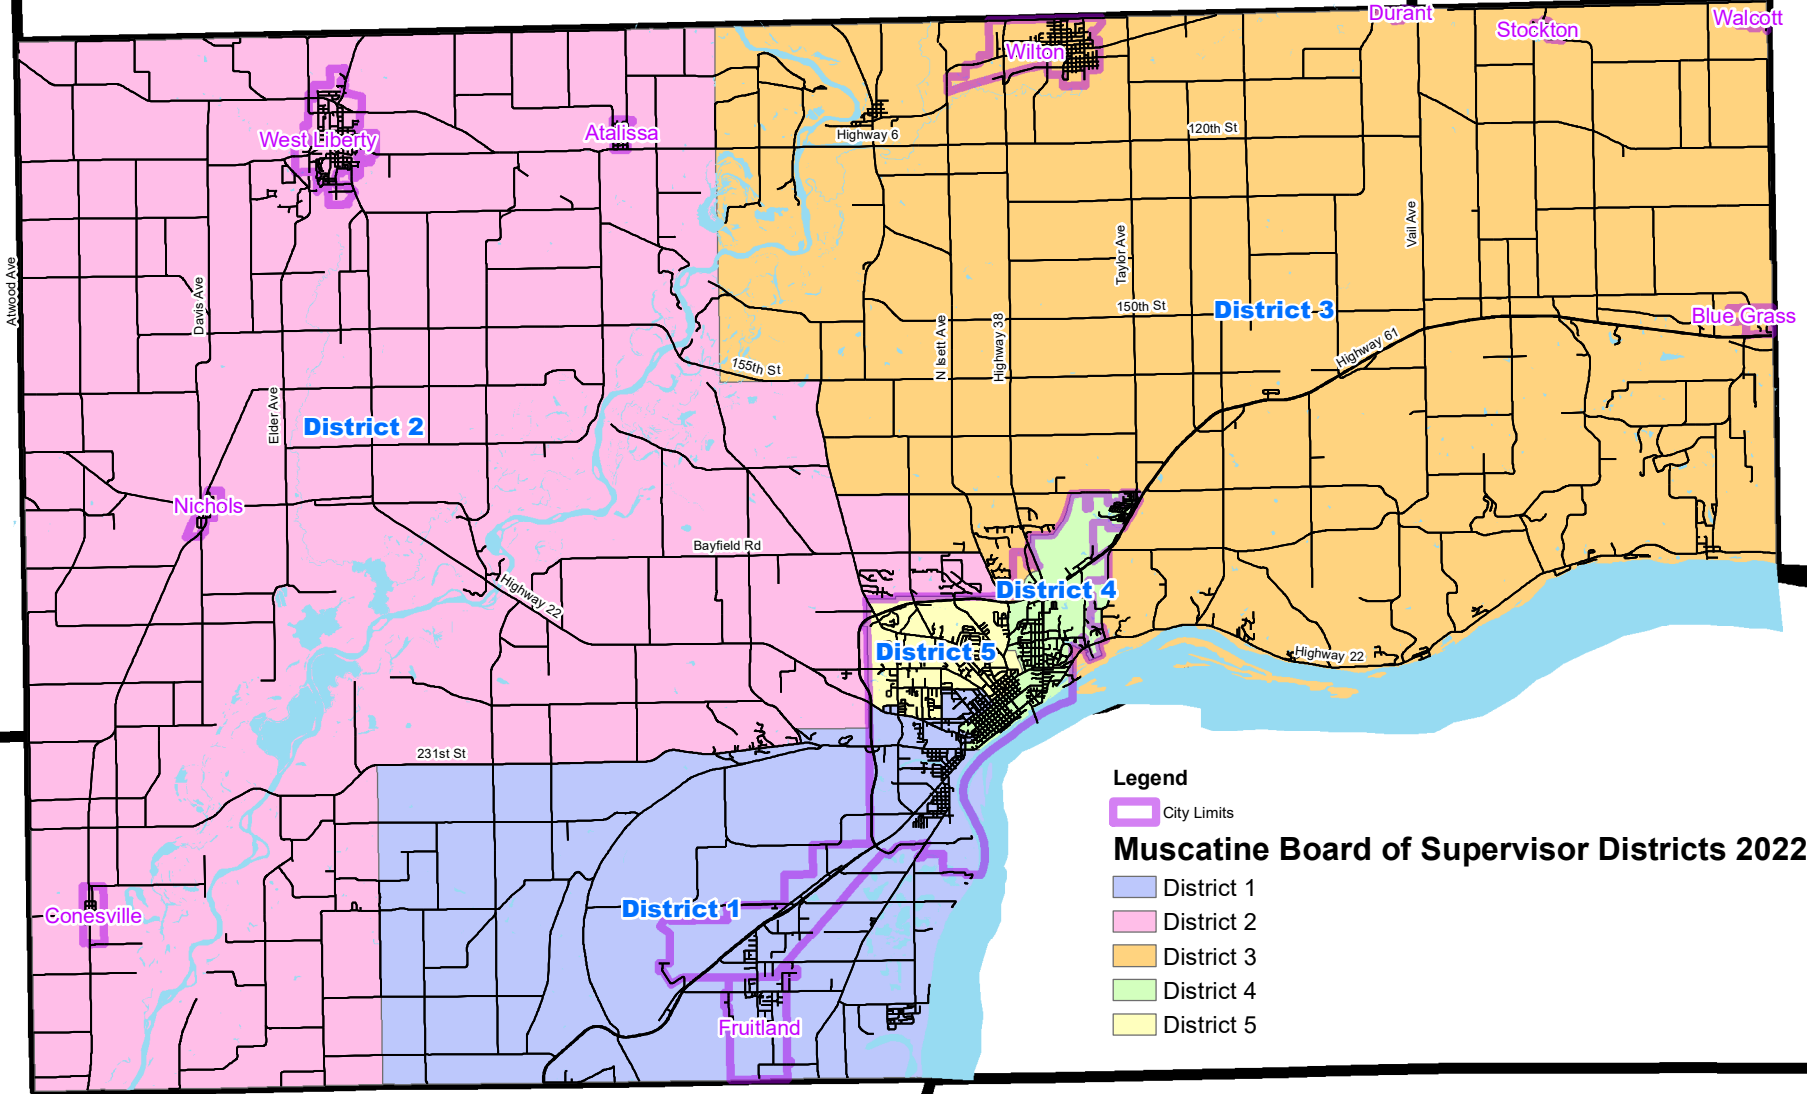 Durant
Stockton
Walcott
Wilton
West Liberty
Atalissa
Highway 6
120th St
Atwood Ave
Davis Ave
Taylor Ave
Vail Ave
150th St
District 3
Blue Grass
N Isett Ave
Highway 38
Highway 61
155th St
Elder Ave
District 2
Nichols
Bayfield Rd
Highway 22
District 4
District 5
Highway 22
231st St
Legend
City Limits
Muscatine Board of Supervisor Districts 2022
District 1
District 2
District 3
District 4
District 5
Conesville
District 1
Fruitland